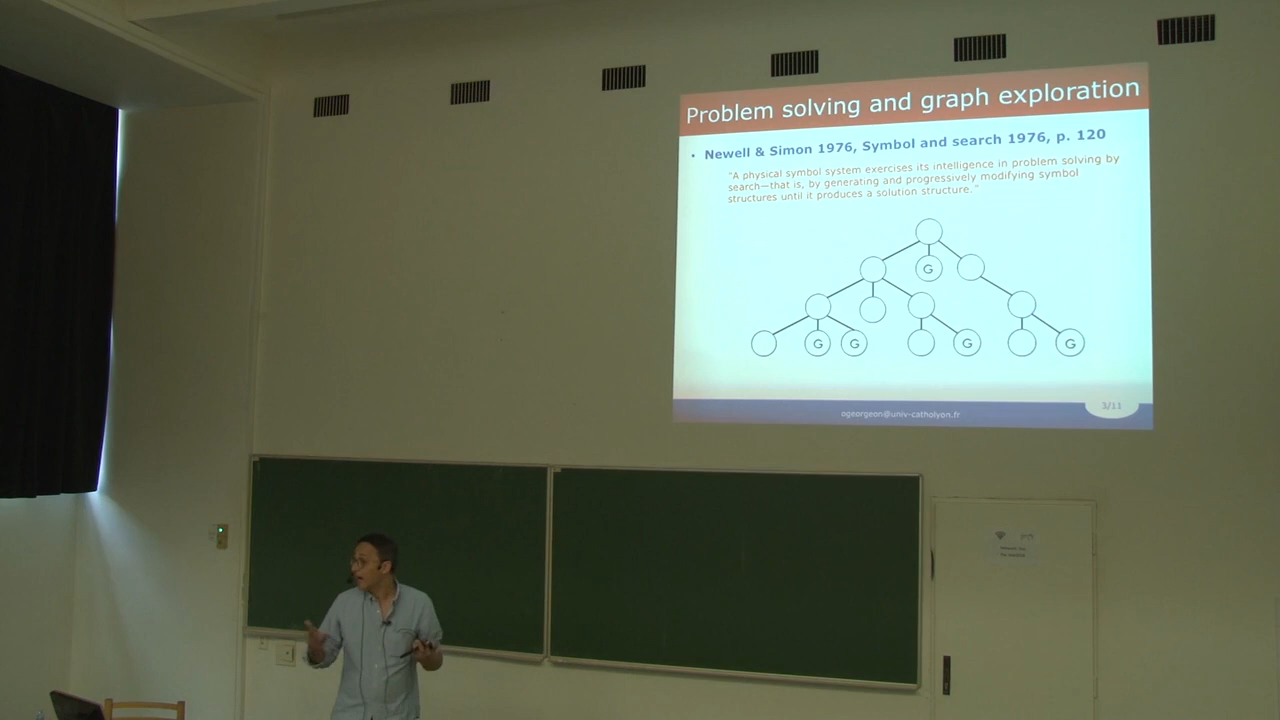 Problem solving and graph exploration
• Newell & Simon 1976, Symbol and search 1976, p. 120
"A physical symbol system exercises its intelligence in problem solving by
search—that is, by generating and progressively modifying symbol
structures until it produces a solution structure."
G
G
G
G
G
ogeorgeon@univ-catholyon.fr
3/11